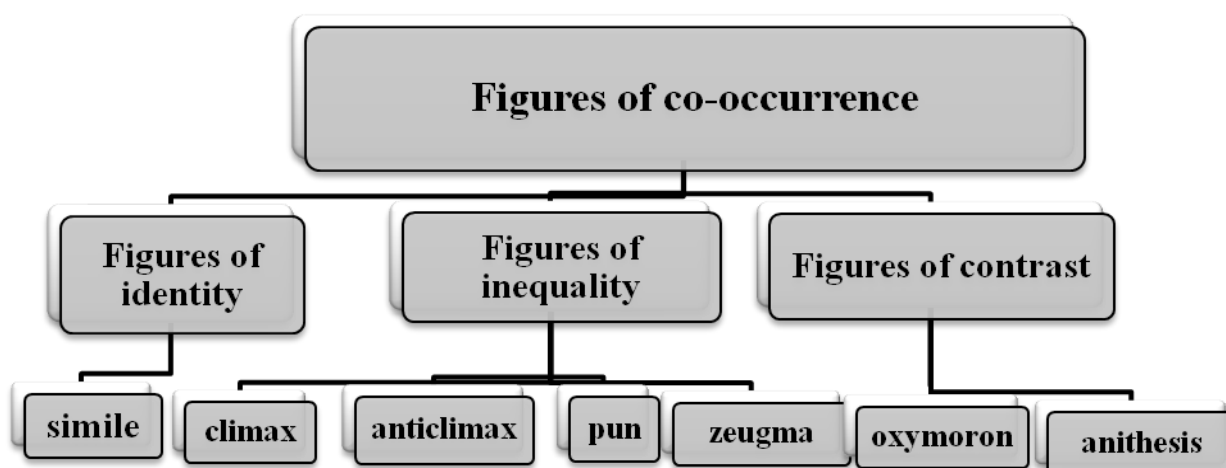 Figures of co-occurrence
Figures of
identity
Figures of
inequality
Figures of contrast
simile
climax
anticlimax
pun
zeugma
oxymoron
anithesis